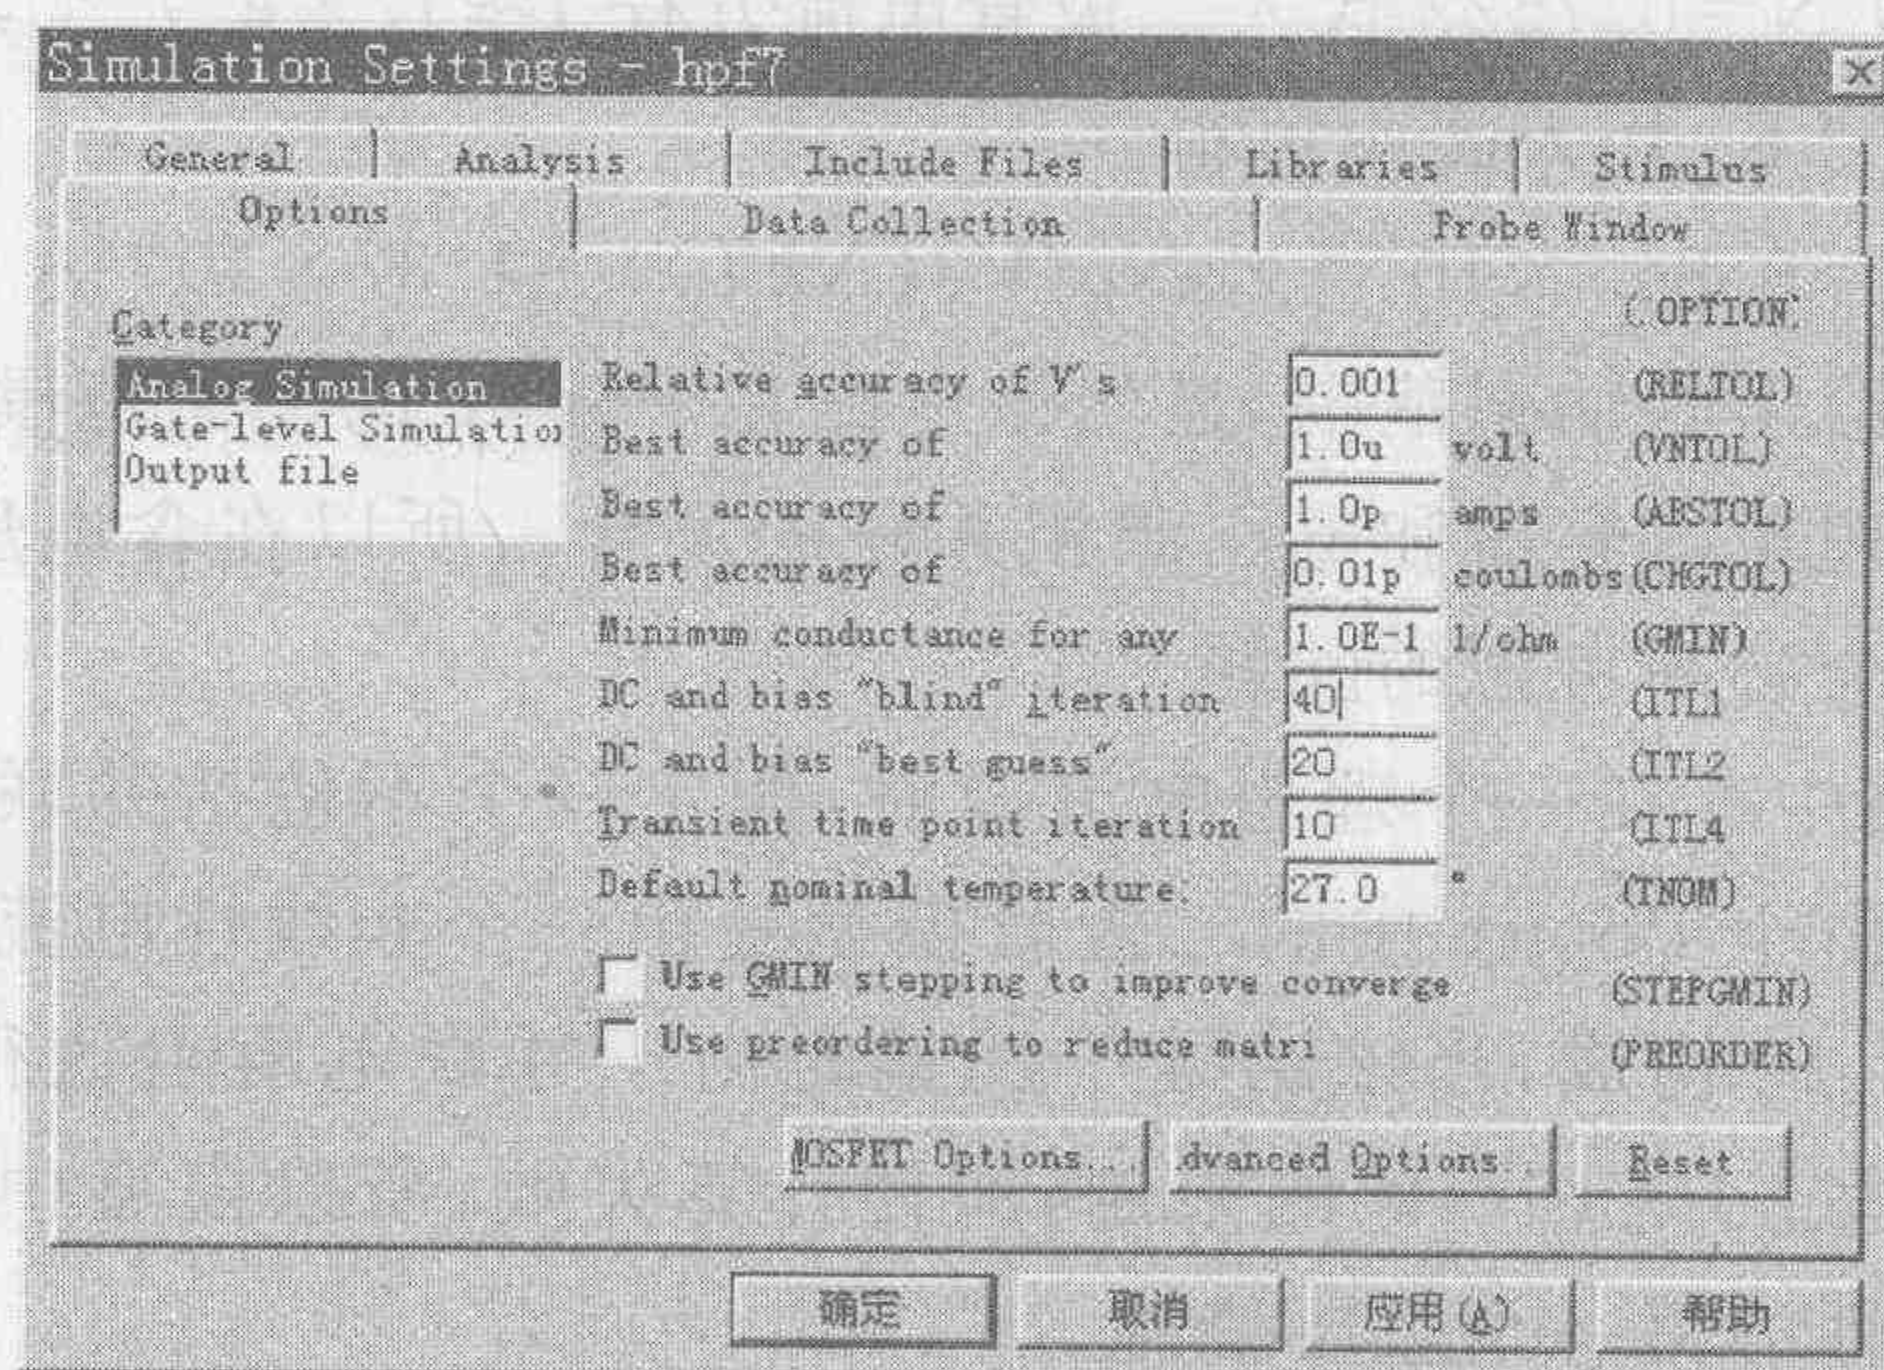 Simulation Settings - hpf7
General Analysis Include Files Libraries Stimulus
Options Data Collection Probe Window
(.OPTION)
Category
Analog Simulation
Gate-level Simulation
Output file
Relative accuracy of V's 0.001 (RELTOL)
Best accuracy of 1.0u volt (VNTOL)
Best accuracy of 1.0p amps (ABSTOL)
Best accuracy of 0.01p coulombs (CHGTOL)
Minimum conductance for any 1.0E-1 1/ohm (GMIN)
DC and bias "blind" iteration 40 (ITL1
DC and bias "best guess" 20 (ITL2
Transient time point iteration 10 (ITL4
Default nominal temperature: 27.0 ° (TNOM)
Use GMIN stepping to improve converge (STEPGMIN)
Use preordering to reduce matri (PREORDER)
MOSFET Options... dvanced Options.. Reset
确定 取消 应用(A) 帮助